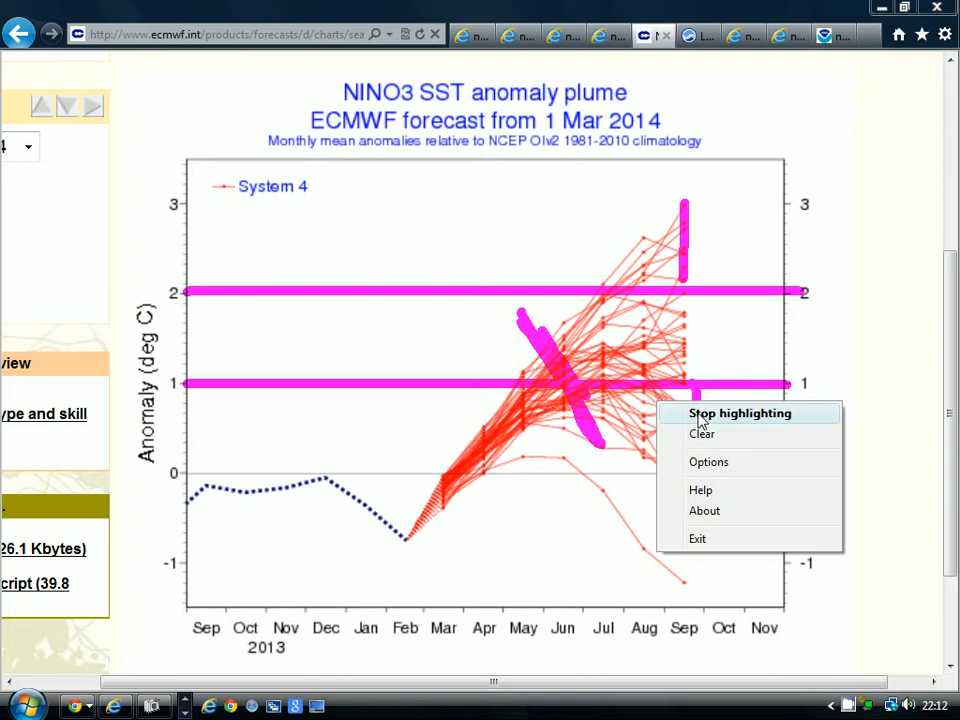 http://www.ecmwf.int/products/forecasts/d/charts/sea
n...
n...
n...
n...
L...
n...
n...
n...
4
NINO3 SST anomaly plume
ECMWF forecast from 1 Mar 2014
Monthly mean anomalies relative to NCEP OIv2 1981-2010 climatology
System 4
3
3
2
2
1
1
0
-1
-1
Anomaly (deg C)
Sep Oct Nov Dec Jan Feb Mar Apr May Jun Jul Aug Sep Oct Nov
2013
view
ype and skill
26.1 Kbytes)
cript (39.8
Stop highlighting
Clear
Options
Help
About
Exit
22:12